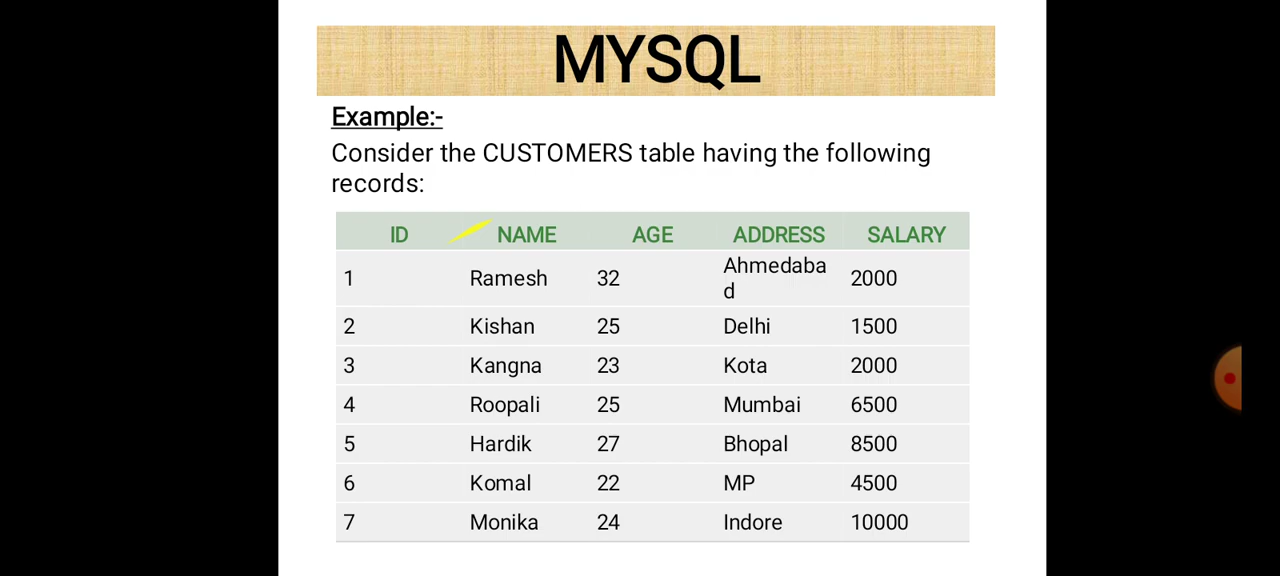 MYSQL
Example:-
Consider the CUSTOMERS table having the following
records:
ID NAME AGE ADDRESS SALARY
1 Ramesh 32 Ahmedaba
d 2000
2 Kishan 25 Delhi 1500
3 Kangna 23 Kota 2000
4 Roopali 25 Mumbai 6500
5 Hardik 27 Bhopal 8500
6 Komal 22 MP 4500
7 Monika 24 Indore 10000